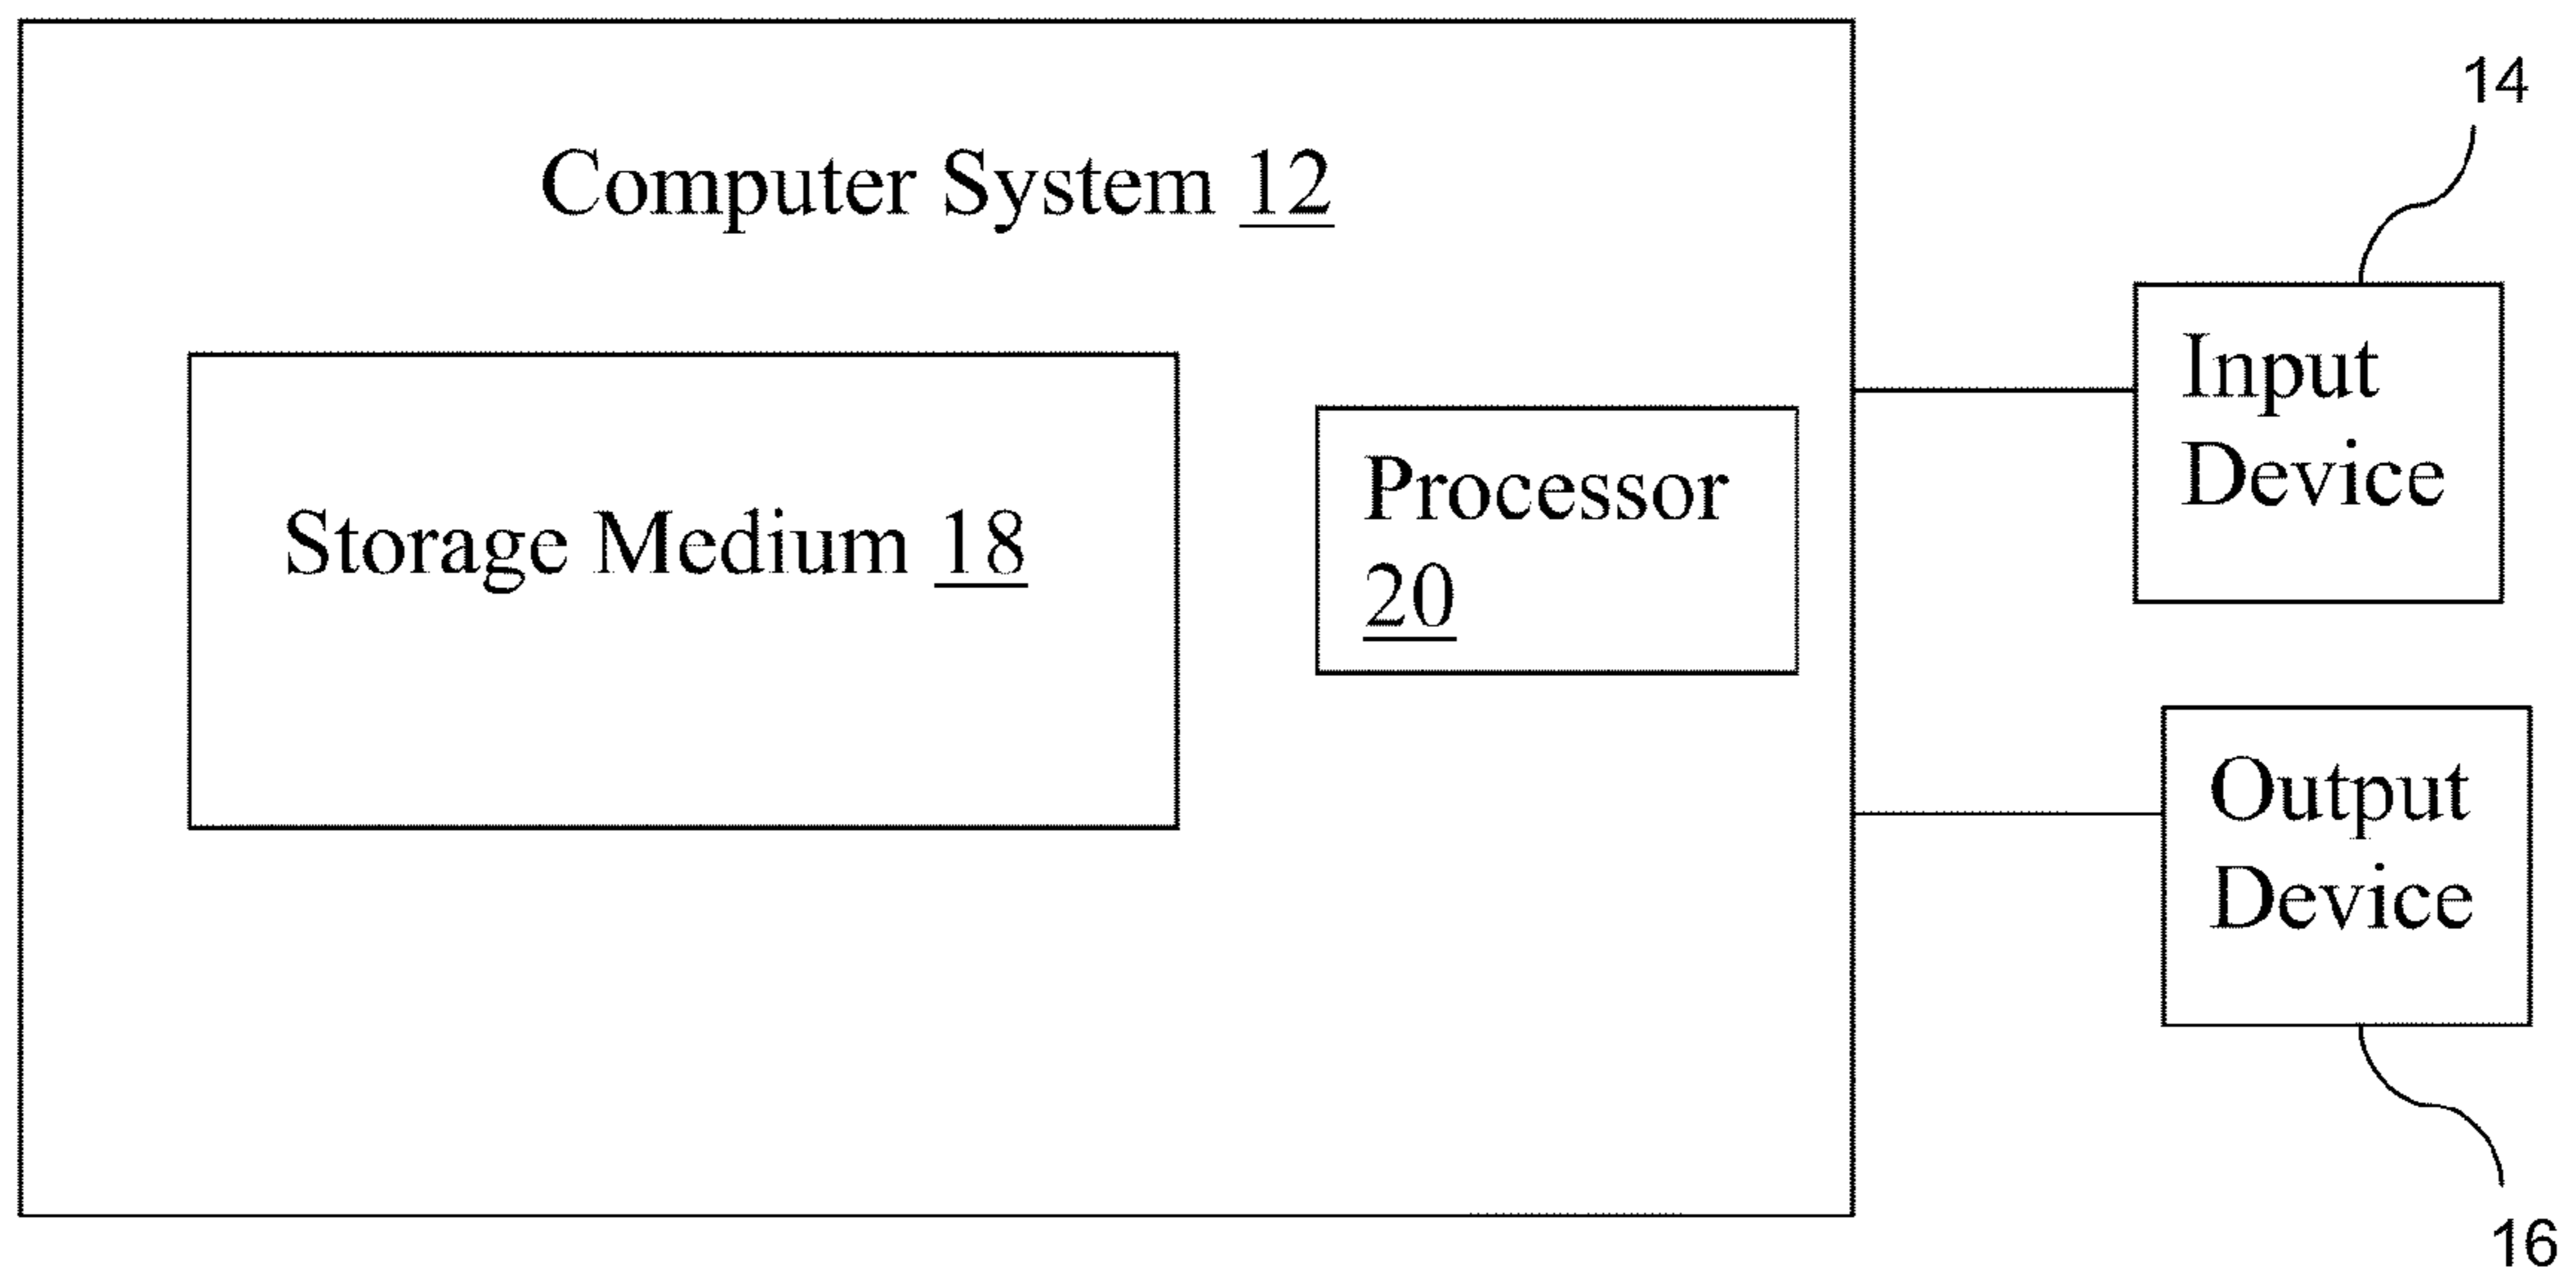 14
Computer System 12
Input
Device
Storage Medium 18
Processor
20
Output
Device
16